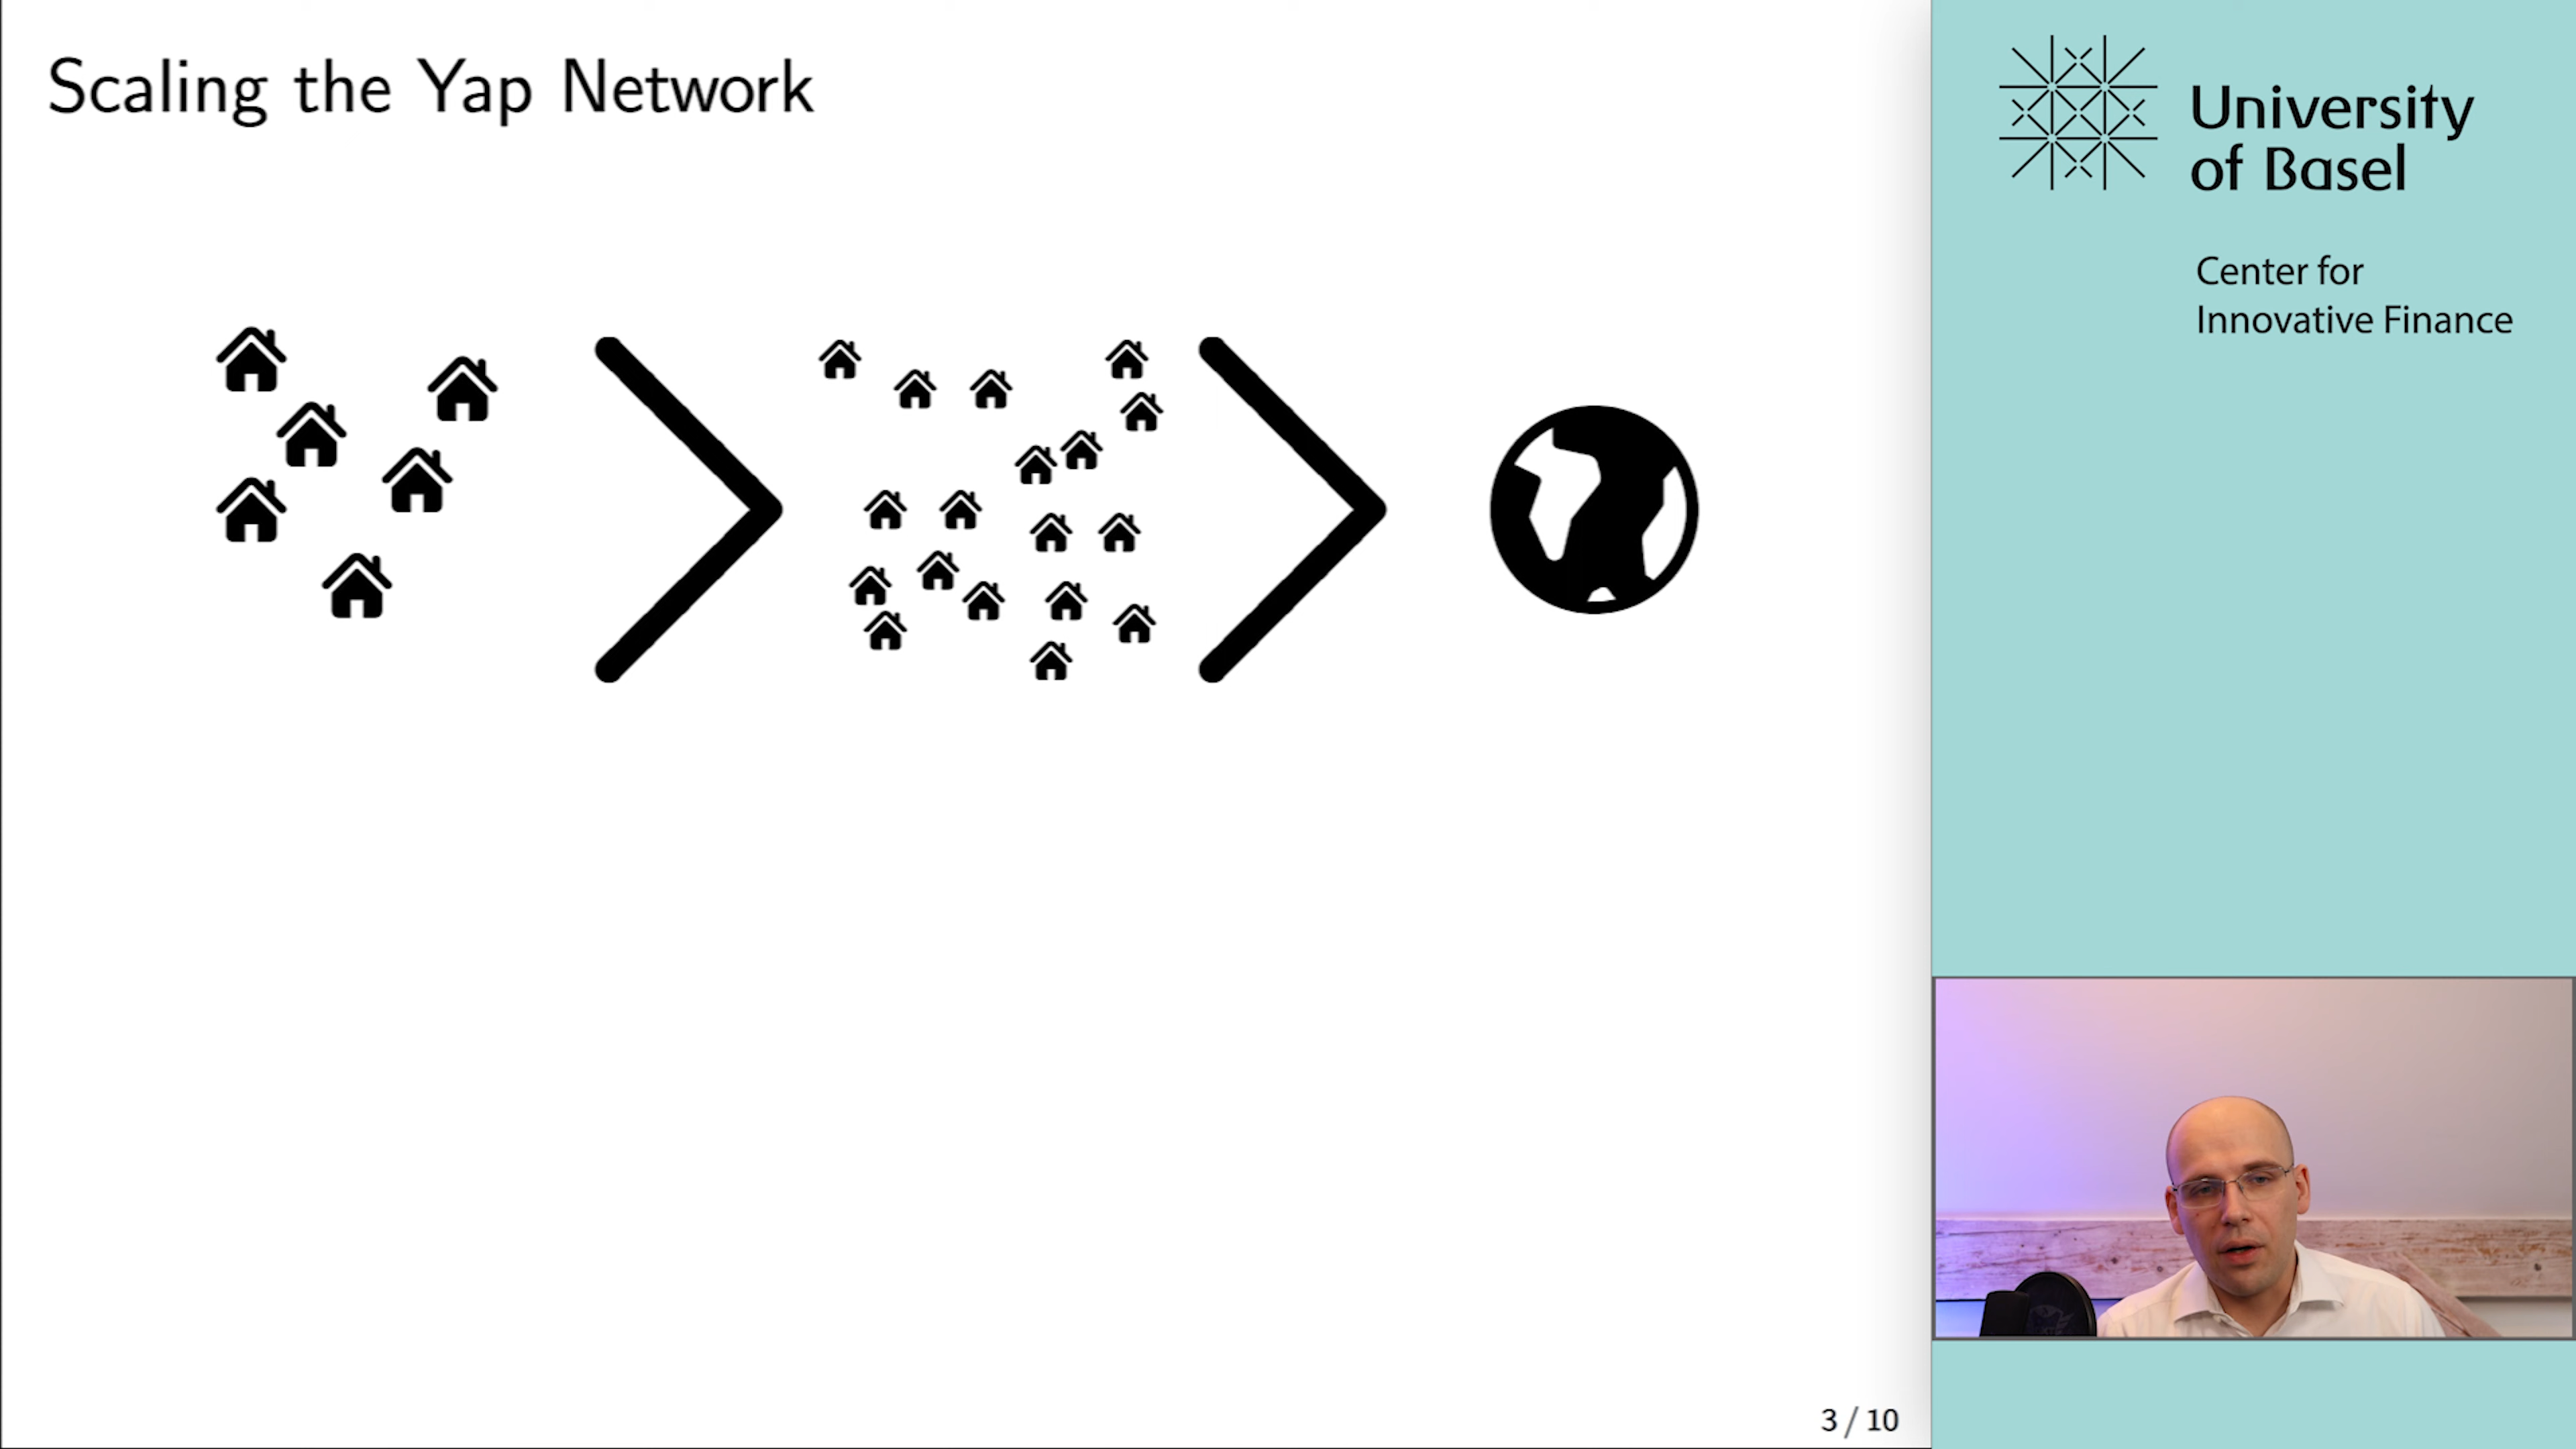 Scaling the Yap Network
3 / 10
University
of Basel
Center for
Innovative Finance